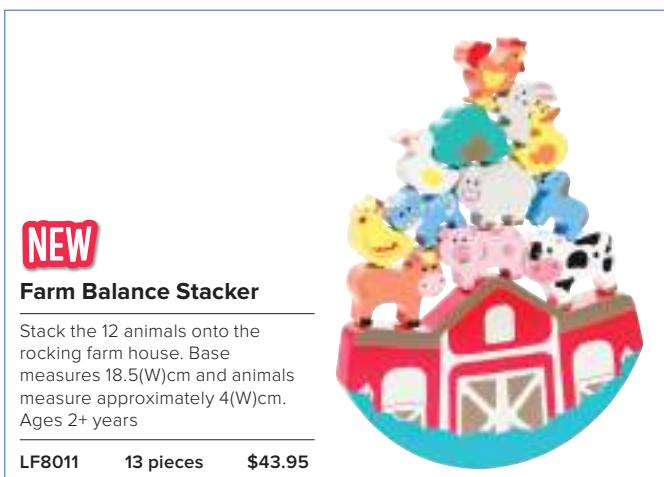 NEW
Farm Balance Stacker
Stack the 12 animals onto the
rocking farm house. Base
measures 18.5(W)cm and animals
measure approximately 4(W)cm.
Ages 2+ years
LF8011 13 pieces $43.95